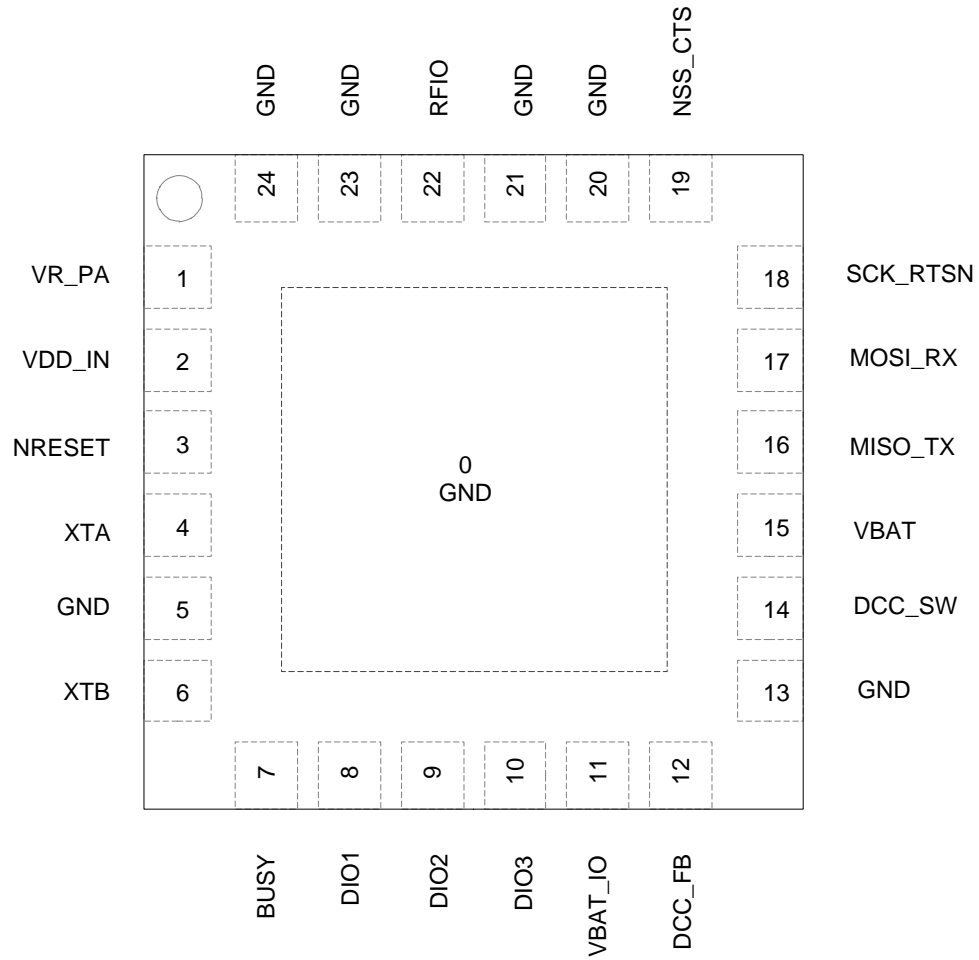 GND
GND
RFIO
GND
GND
NSS_CTS
24
23
22
21
20
19
VR_PA
1
18
SCK_RTSN
VDD_IN
2
17
MOSI_RX
NRESET
3
16
MISO_TX
0
GND
XTA
4
15
VBAT
GND
5
14
DCC_SW
XTB
6
13
GND
7
8
9
10
11
12
BUSY
DIO1
DIO2
DIO3
VBAT_IO
DCC_FB